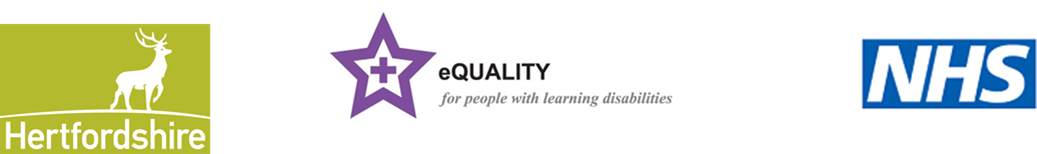 Hertfordshire
eQUALITY
for people with learning disabilities
NHS